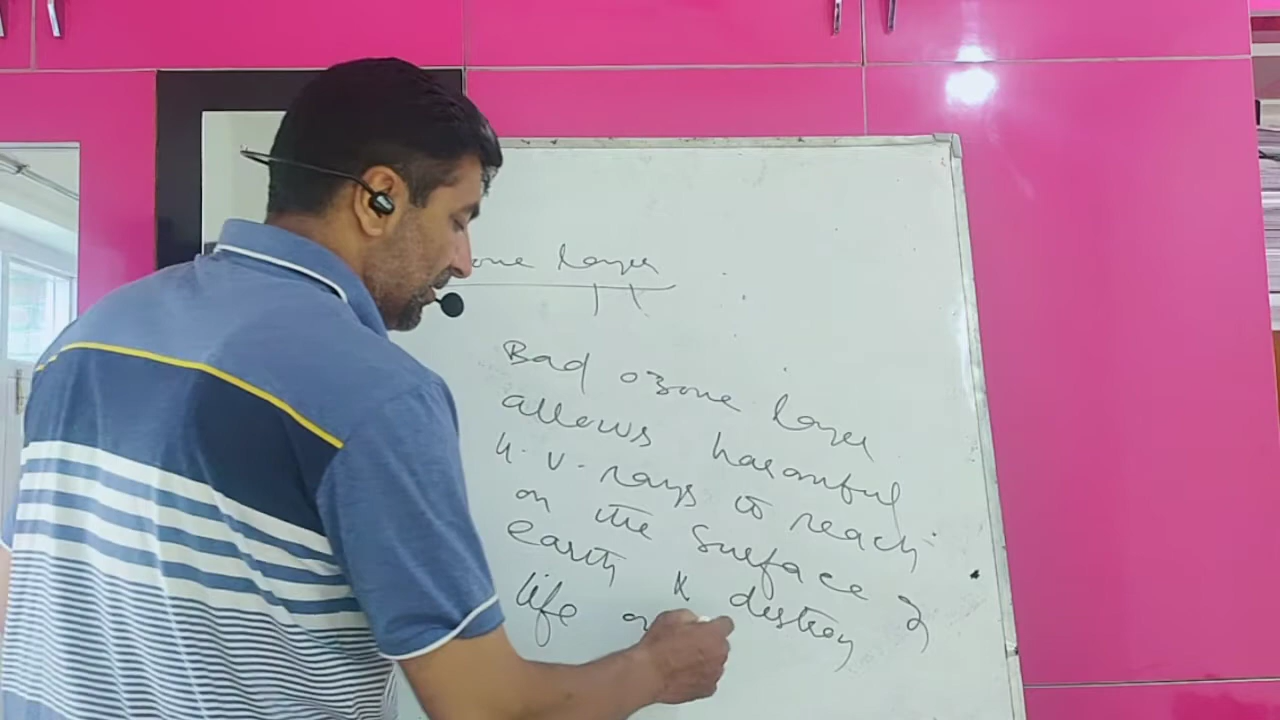 one layer
Bad ozone layer
allows harmful
U.V. rays to reach
on the surface of
earth & destroy
life on